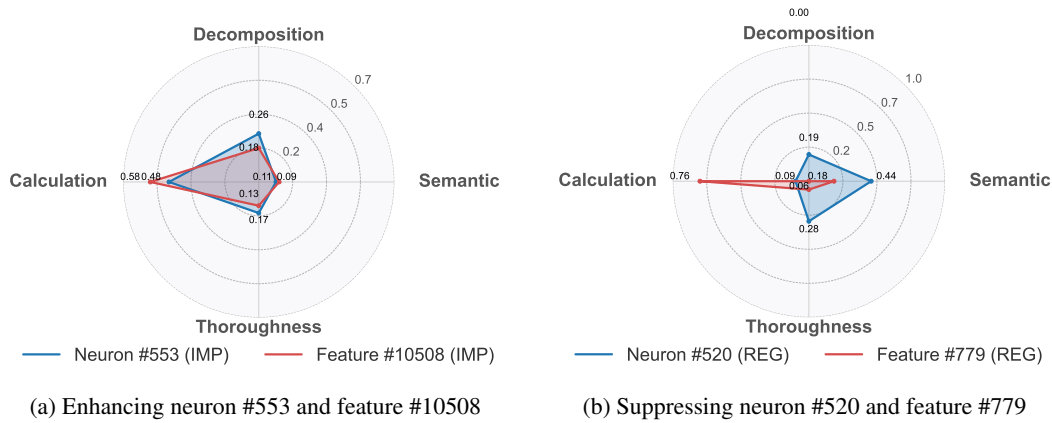 0.00
Decomposition
0.7
0.5
0.4
0.2
0.26
0.18
Calculation
0.58 0.48
0.11 0.09
Semantic
0.13
0.17
Thoroughness
Neuron #553 (IMP)
Feature #10508 (IMP)
(a) Enhancing neuron #553 and feature #10508
Decomposition
1.0
0.7
0.5
0.2
0.19
Calculation
0.76
0.09
0.18
0.44
Semantic
0.06
0.28
Thoroughness
Neuron #520 (REG)
Feature #779 (REG)
(b) Suppressing neuron #520 and feature #779